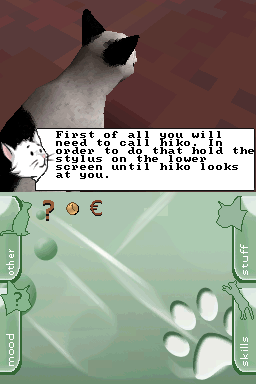 First of all you will
need to call hiko. In
order to do that hold the
stylus on the lower
screen until hiko looks
at you.
? €
other
stuff
?
mood
skills